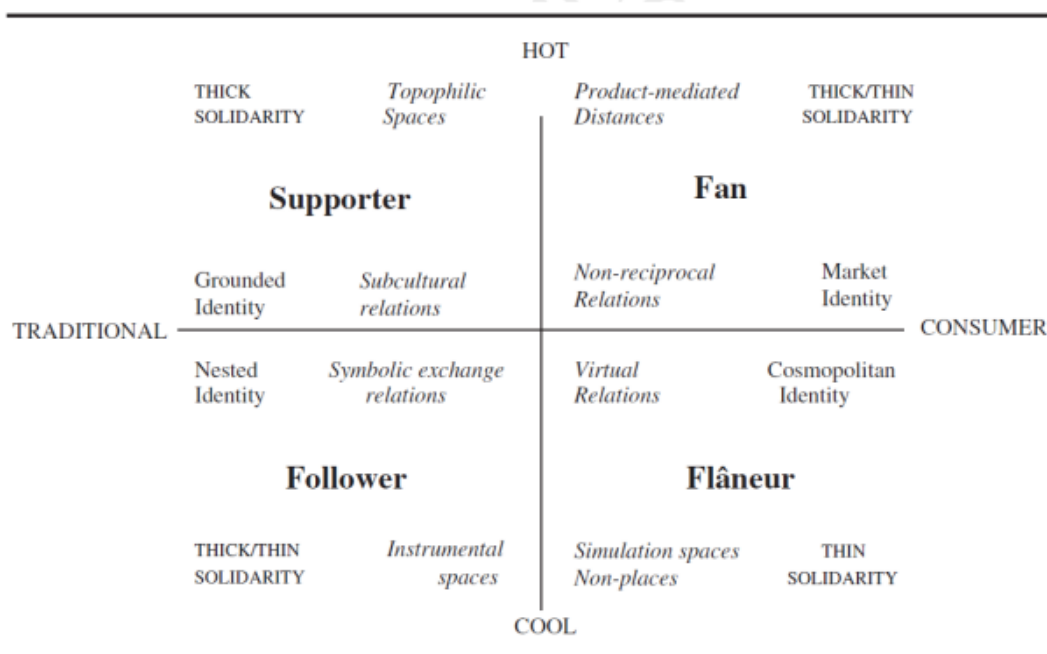 HOT
THICK SOLIDARITY
Topophilic Spaces
Product-mediated Distances
THICK/THIN SOLIDARITY
Supporter
Fan
Grounded Identity
Subcultural relations
Non-reciprocal Relations
Market Identity
TRADITIONAL
CONSUMER
Nested Identity
Symbolic exchange relations
Virtual Relations
Cosmopolitan Identity
Follower
Flâneur
THICK/THIN SOLIDARITY
Instrumental spaces
Simulation spaces Non-places
THIN SOLIDARITY
COOL